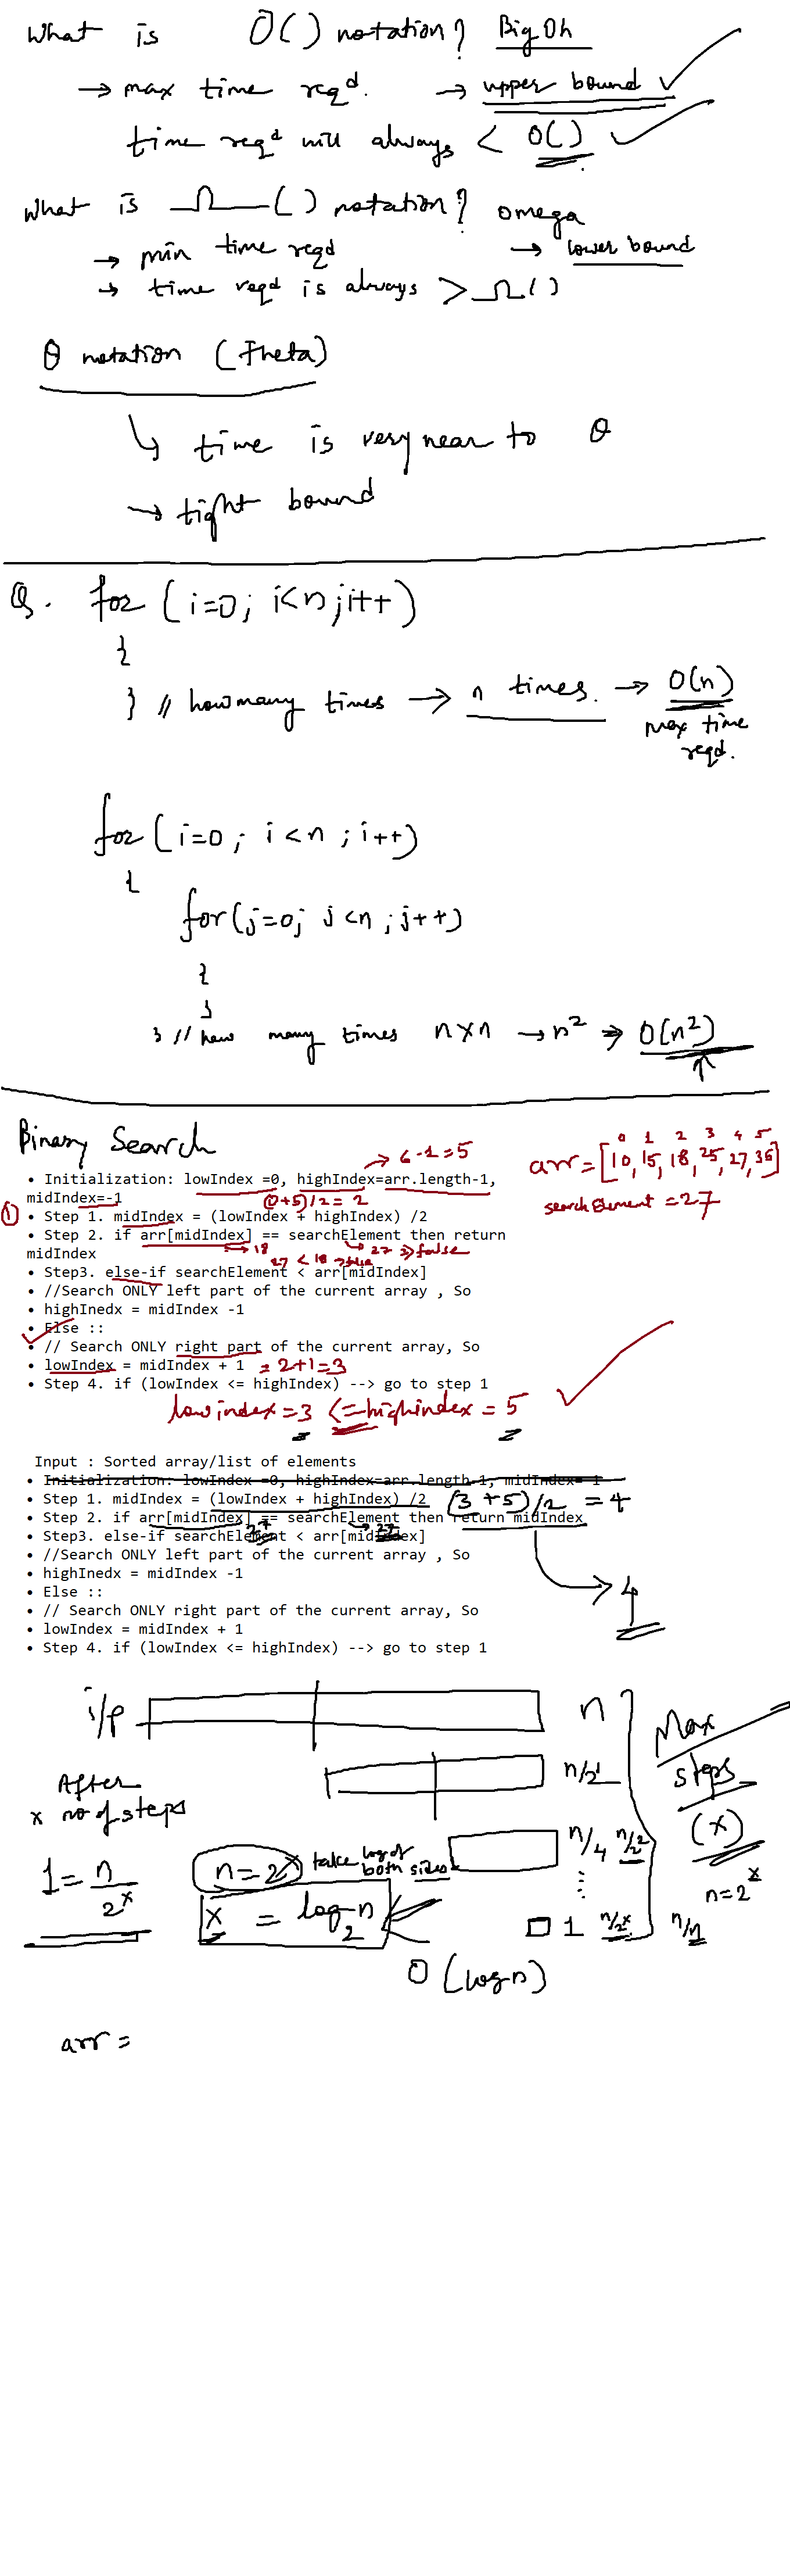 What is O() notation? Big Oh
→ max time reqd. → upper bound ✓
time reqd will always < O() ✓
What is Ω() notation? omega
→ min time reqd → lower bound
→ time reqd is always > Ω()
θ notation (Theta)
↳ time is very near to θ
→ tight bound
Q. for (i=0; i<n; i++)
{
} // how many times → n times. → O(n)
max time
reqd.
for (i=0; i<n; i++)
{
for(j=0; j<n; j++)
{
}
} // how many times n×n → n² ⇒ O(n²)
↑
Binary Search
→ 6-1=5
0 1 2 3 4 5
arr = [10, 15, 18, 25, 27, 36]
searchElement = 27
• Initialization: lowIndex =0, highIndex=arr.length-1,
midIndex=-1
(0+5)/2 = 2
① • Step 1. midIndex = (lowIndex + highIndex) /2
• Step 2. if arr[midIndex] == searchElement then return
midIndex
→ 18 → 27 ⇒ false
27 < 18 → false
• Step3. else-if searchElement < arr[midIndex]
• //Search ONLY left part of the current array , So
• highInedx = midIndex -1
• Else ::
• // Search ONLY right part of the current array, So
• lowIndex = midIndex + 1 = 2+1=3
• Step 4. if (lowIndex <= highIndex) --> go to step 1
lowindex = 3 <= highindex = 5 ✓
Input : Sorted array/list of elements
• Initialization: lowIndex =0, highIndex=arr.length-1, midIndex=-1
• Step 1. midIndex = (lowIndex + highIndex) /2 (3+5)/2 = 4
• Step 2. if arr[midIndex] == searchElement then return midIndex
27 → 27
• Step3. else-if searchElement < arr[midIndex]
• //Search ONLY left part of the current array , So
• highInedx = midIndex -1
→ 4
• Else ::
• // Search ONLY right part of the current array, So
• lowIndex = midIndex + 1
• Step 4. if (lowIndex <= highIndex) --> go to step 1
i/p n
Max
steps
(x)
n=2^x
n/2¹
After
x no of steps
n/4 n/2²
1 = n/2^x
n = 2^x take log of
both sides
x = log₂n
1 n/2^x n/n
O (log n)
arr =